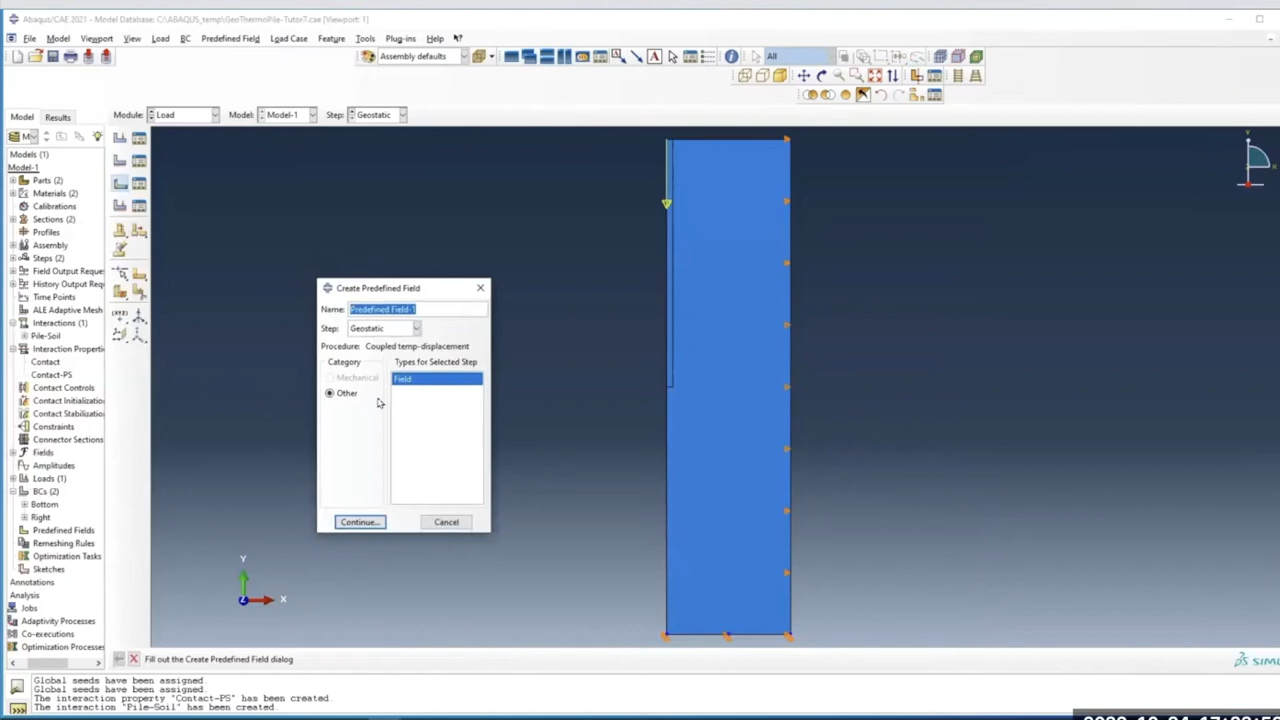 Abaqus/CAE 2021 - Model Database: C:\ABAQUS_temp\GeoThermoPile-Tutor7.cae [Viewport: 1]
File Model Viewport View Load BC Predefined Field Load Case Feature Tools Plug-ins Help
Assembly defaults All
Model Results Module: Load Model: Model-1 Step: Geostatic
Models (1)
Model-1
Parts (2)
Materials (2)
Calibrations
Sections (2)
Profiles
Assembly
Steps (2)
Field Output Reque
History Output Req
Time Points
ALE Adaptive Mesh
Interactions (1)
Pile-Soil
Interaction Properti
Contact
Contact-PS
Contact Controls
Contact Initializatio
Contact Stabilizatio
Constraints
Connector Sections
Fields
Amplitudes
Loads (1)
BCs (2)
Bottom
Right
Predefined Fields
Remeshing Rules
Optimization Tasks
Sketches
Annotations
Analysis
Jobs
Adaptivity Processes
Co-executions
Optimization Processe
Create Predefined Field
Name: Predefined Field-1
Step: Geostatic
Procedure: Coupled temp-displacement
Category Types for Selected Step
Mechanical Field
Other
Continue... Cancel
Y
X
Z
Y
Fill out the Create Predefined Field dialog
SIMU
Global seeds have been assigned.
Global seeds have been assigned.
The interaction property "Contact-PS" has been created.
The interaction "Pile-Soil" has been created.